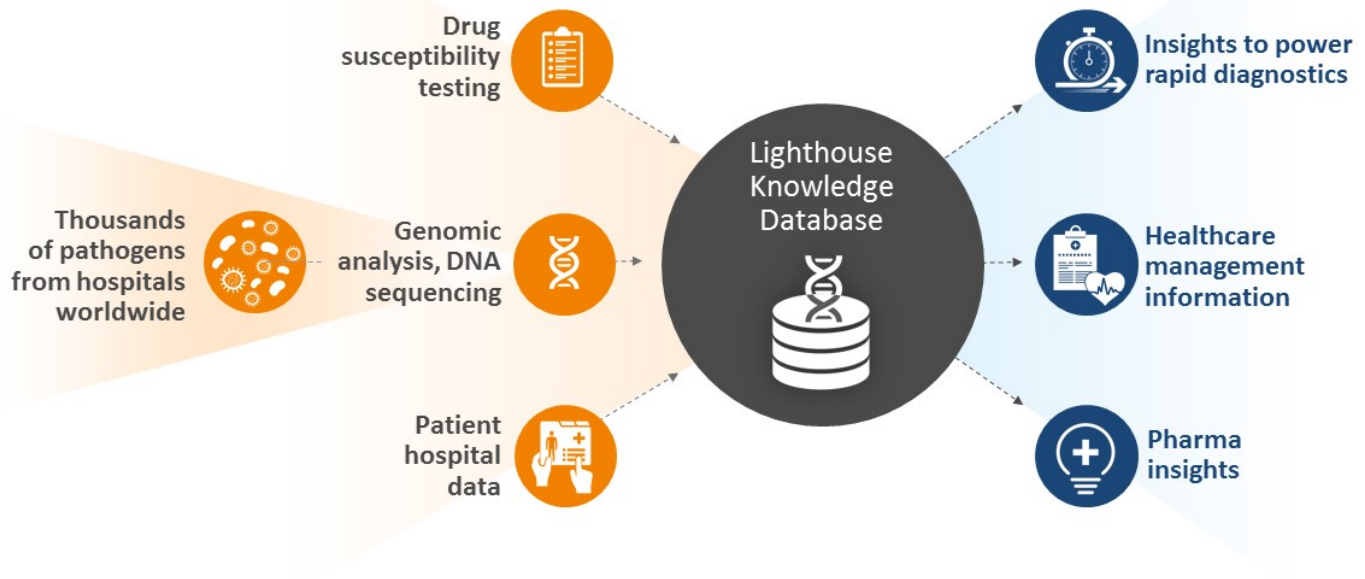 Thousands
of pathogens
from hospitals
worldwide
Drug
susceptibility
testing
Genomic
analysis, DNA
sequencing
Patient
hospital
data
Lighthouse
Knowledge
Database
Insights to power
rapid diagnostics
Healthcare
management
information
Pharma
insights